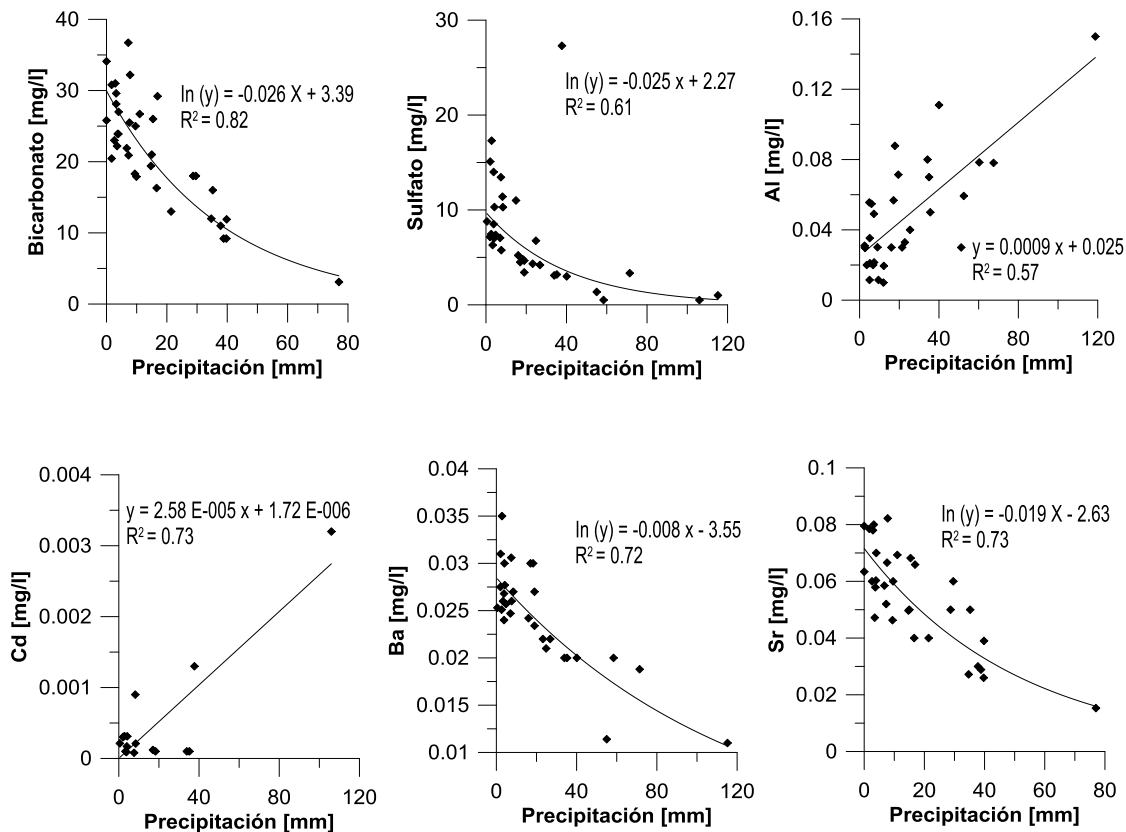 Bicarbonato [mg/l]
40
30
20
10
0
ln (y) = -0.026 X + 3.39
R² = 0.82
0 20 40 60 80
Precipitación [mm]
Sulfato [mg/l]
30
20
10
0
ln (y) = -0.025 x + 2.27
R² = 0.61
0 20 40 60 80 100 120
Precipitación [mm]
Al [mg/l]
0.16
0.12
0.08
0.04
0
y = 0.0009 x + 0.025
R² = 0.57
0 40 80 120
Precipitación [mm]
Cd [mg/l]
0.004
0.003
0.002
0.001
0
y = 2.58 E-005 x + 1.72 E-006
R² = 0.73
0 40 80 120
Precipitación [mm]
Ba [mg/l]
0.04
0.035
0.03
0.025
0.02
0.015
0.01
ln (y) = -0.008 x - 3.55
R² = 0.72
0 20 40 60 80 100 120
Precipitación [mm]
Sr [mg/l]
0.1
0.08
0.06
0.04
0.02
0
ln (y) = -0.019 X - 2.63
R² = 0.73
0 20 40 60 80
Precipitación [mm]